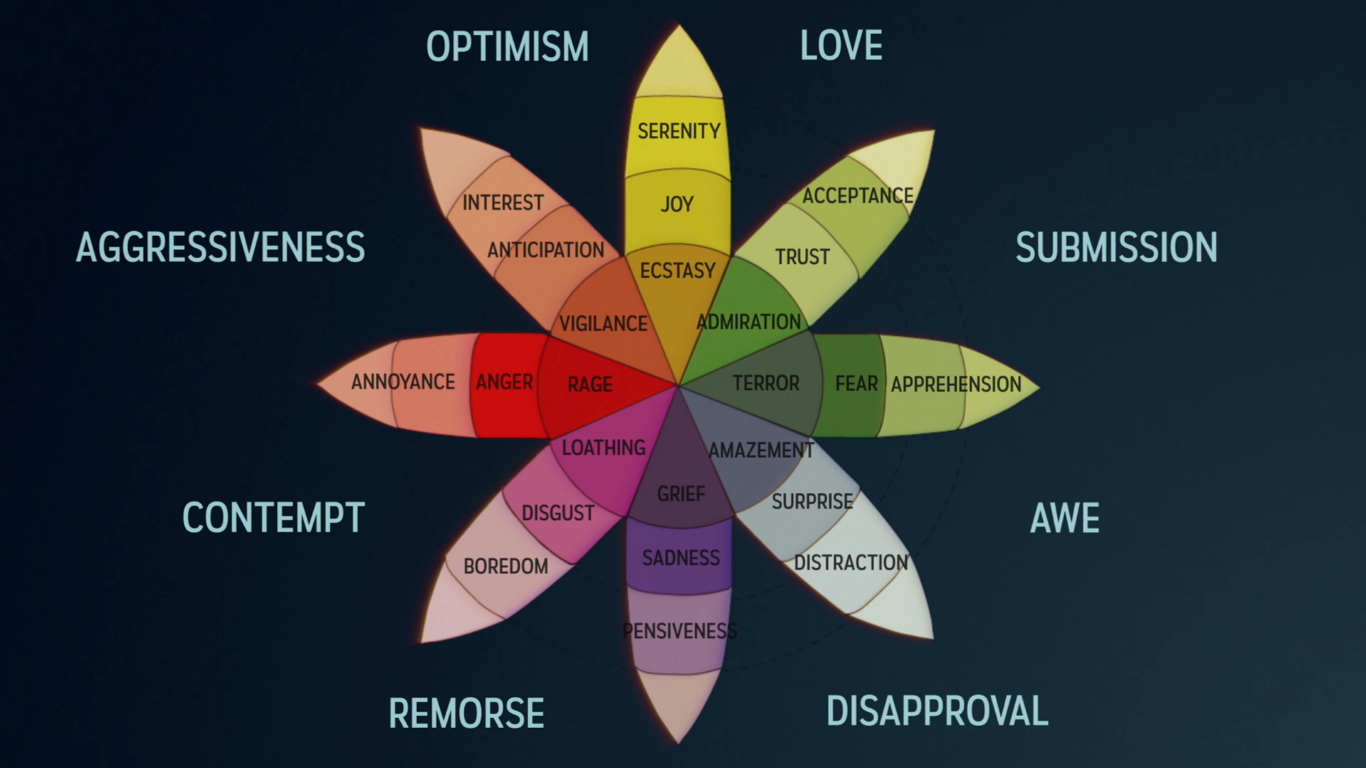 OPTIMISM
LOVE
SERENITY
INTEREST
JOY
ACCEPTANCE
AGGRESSIVENESS
ANTICIPATION
ECSTASY
TRUST
SUBMISSION
VIGILANCE
ADMIRATION
ANNOYANCE
ANGER
RAGE
TERROR
FEAR
APPREHENSION
LOATHING
AMAZEMENT
GRIEF
CONTEMPT
DISGUST
SURPRISE
AWE
BOREDOM
SADNESS
DISTRACTION
PENSIVENESS
REMORSE
DISAPPROVAL